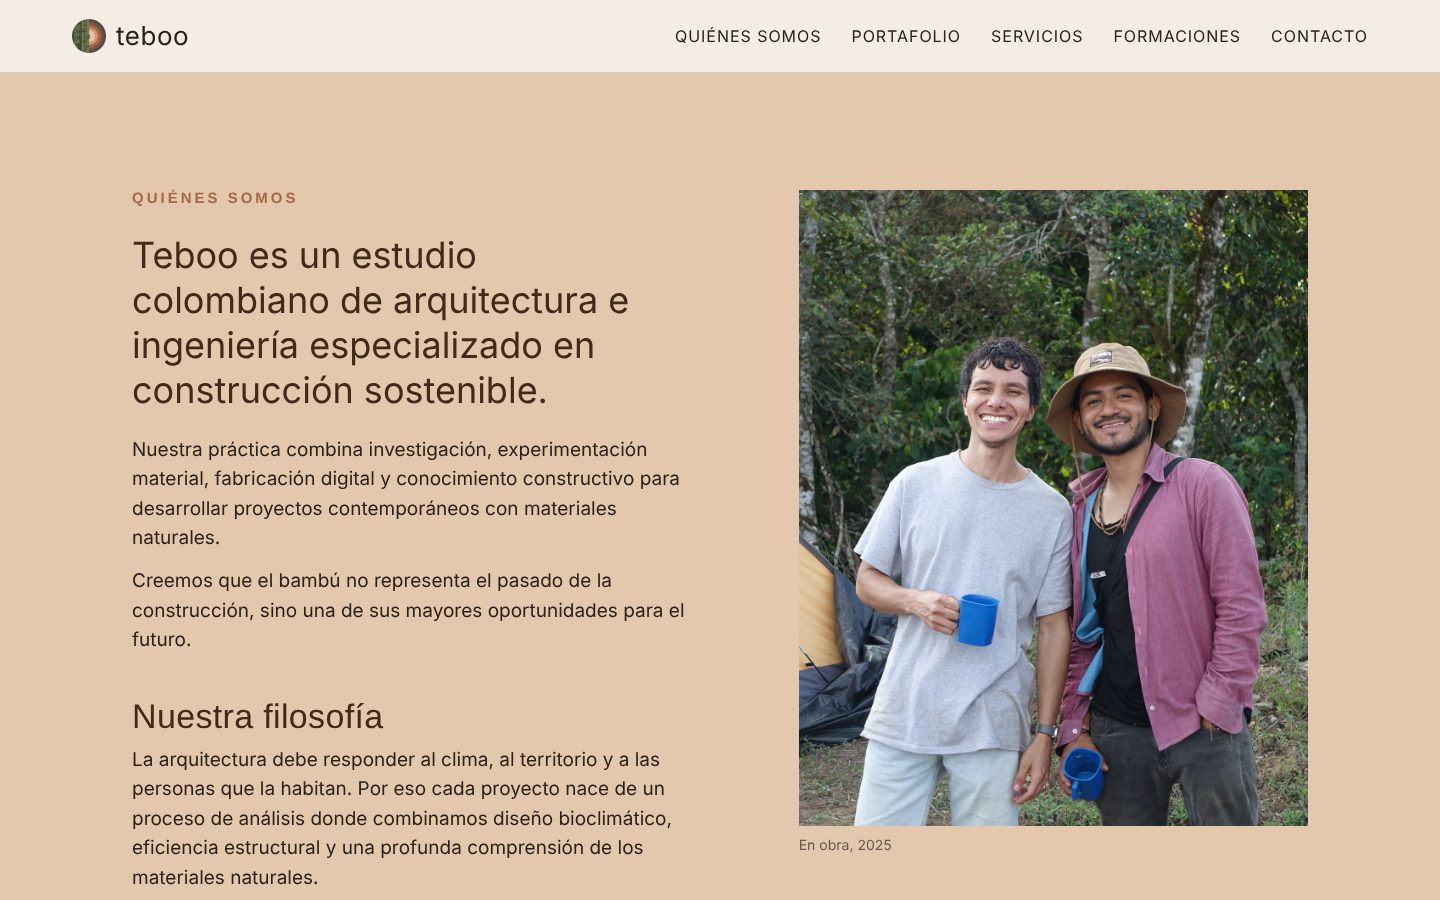 teboo
QUIÉNES SOMOS
PORTAFOLIO
SERVICIOS
FORMACIONES
CONTACTO
QUIÉNES SOMOS
Teboo es un estudio
colombiano de arquitectura e
ingeniería especializado en
construcción sostenible.
Nuestra práctica combina investigación, experimentación
material, fabricación digital y conocimiento constructivo para
desarrollar proyectos contemporáneos con materiales
naturales.
Creemos que el bambú no representa el pasado de la
construcción, sino una de sus mayores oportunidades para el
futuro.
Nuestra filosofía
La arquitectura debe responder al clima, al territorio y a las
personas que la habitan. Por eso cada proyecto nace de un
proceso de análisis donde combinamos diseño bioclimático,
eficiencia estructural y una profunda comprensión de los
materiales naturales.
En obra, 2025